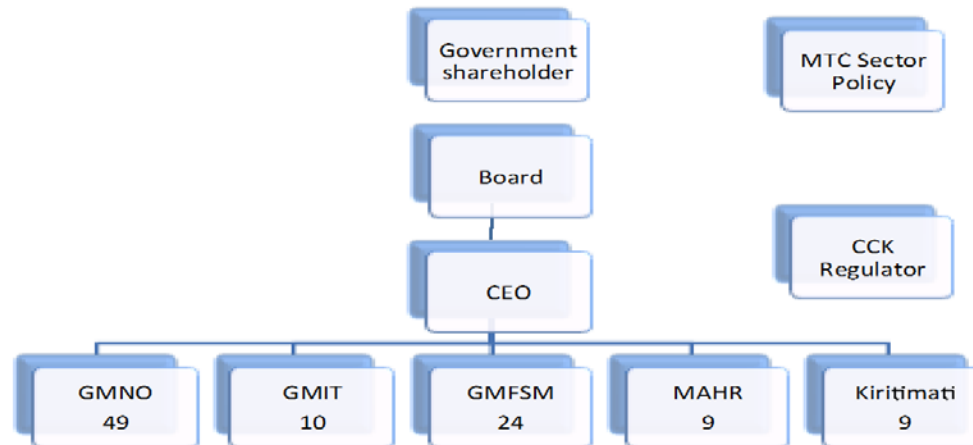 Government
shareholder
MTC Sector
Policy
Board
CCK
Regulator
CEO
GMNO
49
GMIT
10
GMFSM
24
MAHR
9
Kiritimati
9